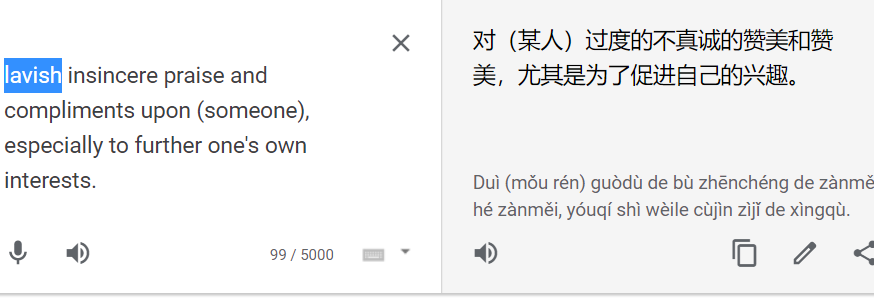 lavish insincere praise and
compliments upon (someone),
especially to further one's own
interests.
99 / 5000
对（某人）过度的不真诚的赞美和赞
美，尤其是为了促进自己的兴趣。
Duì (mǒu rén) guòdù de bù zhēnchéng de zànmě
hé zànměi, yóuqí shì wèile cùjìn zìjǐ de xìngqù.